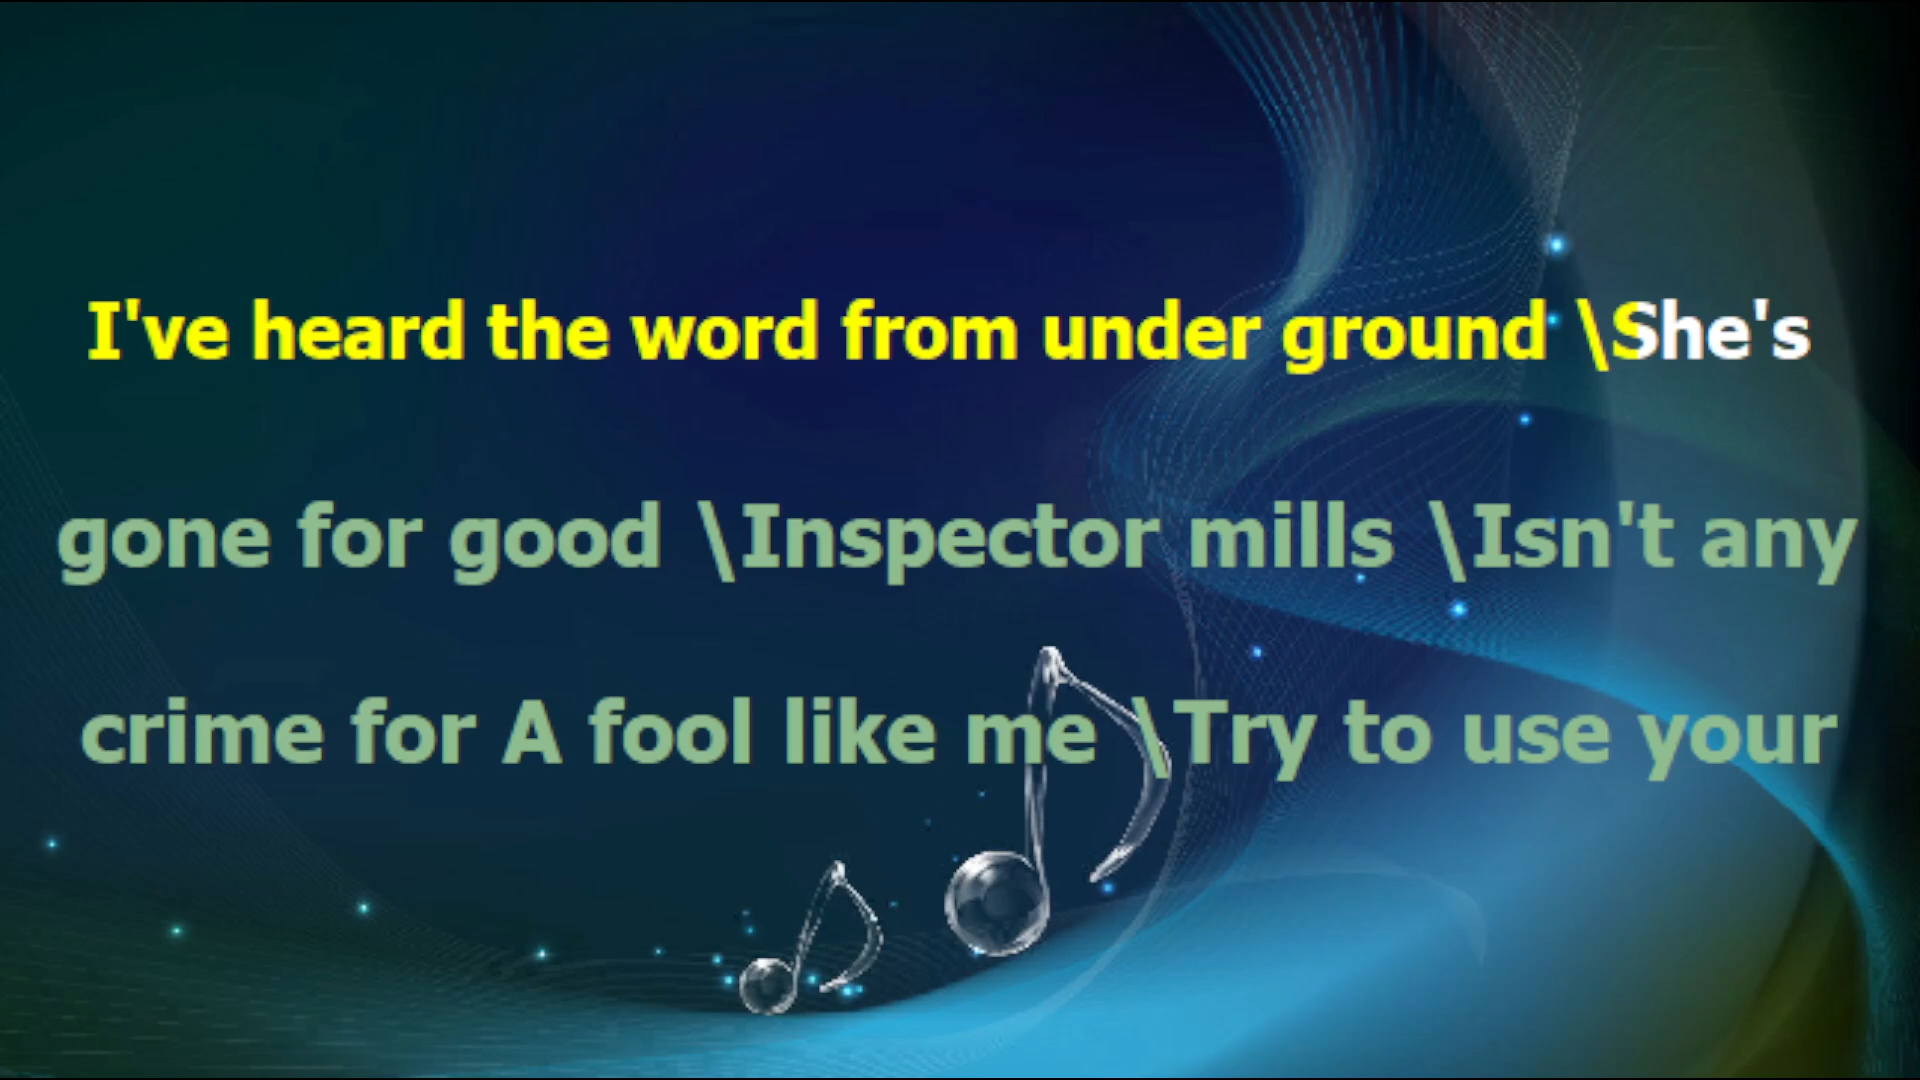 I've heard the word from under ground \She's
gone for good \Inspector mills \Isn't any
crime for A fool like me \Try to use your